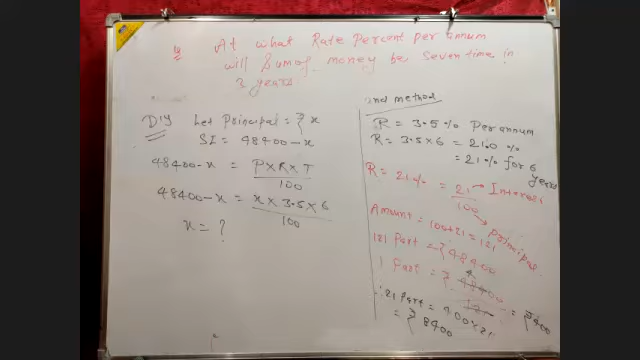 Q At what Rate Percent per annum
will Sum of money be seven time in
3 years
DIY Let Principal = ₹ x
SI = 48400 - x
48400 - x = P × R × T
100
48400 - x = x × 3.5 × 6
100
x = ?
2nd method
R = 3.5 % Per annum
R = 3.5 × 6 = 21.0 %
= 21 % for 6 years
R = 21 % = 21 → Interest
100 → Principal
Amount = 100 + 21 = 121
121 Part = ₹ 48400
1 Part = ₹ 48400
121
∴ 21 Part = 400 × 21
= ₹ 8400